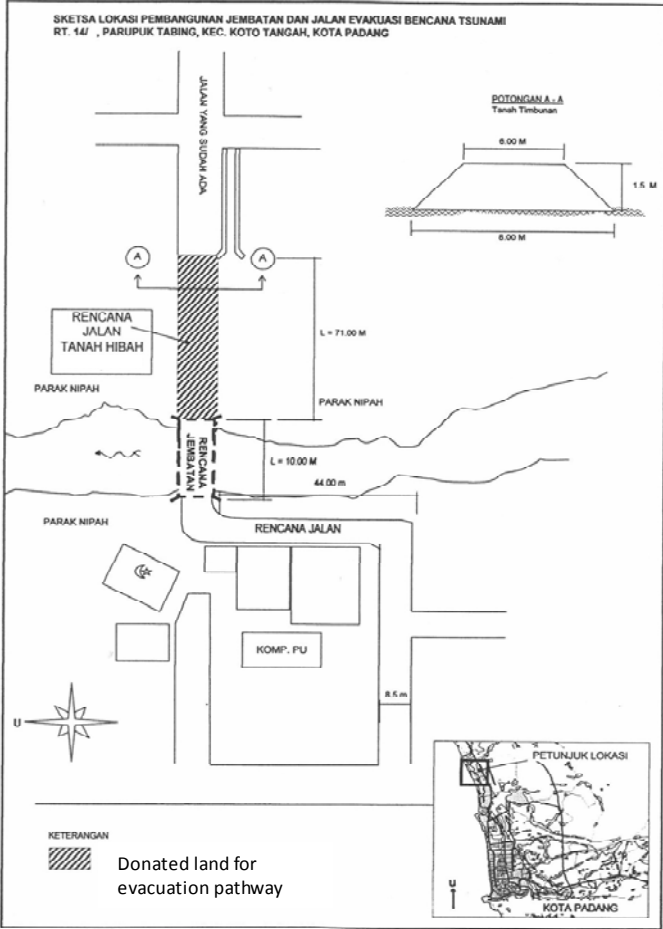 SKETSA LOKASI PEMBANGUNAN JEMBATAN DAN JALAN EVAKUASI BENCANA TSUNAMI
RT. 14/ , PARUPUK TABING, KEC. KOTO TANGAH, KOTA PADANG
JALAN YANG SUDAH ADA
POTONGAN A - A
Tanah Timbunan
6.00 M
1.5 M
6.00 M
A
A
RENCANA
JALAN
TANAH HIBAH
L = 71.00 M
PARAK NIPAH
PARAK NIPAH
RENCANA
JEMBATAN
L = 10.00 M
44.00 m
PARAK NIPAH
RENCANA JALAN
KOMP. PU
8.5 m
U
PETUNJUK LOKASI
U
KOTA PADANG
KETERANGAN
Donated land for
evacuation pathway